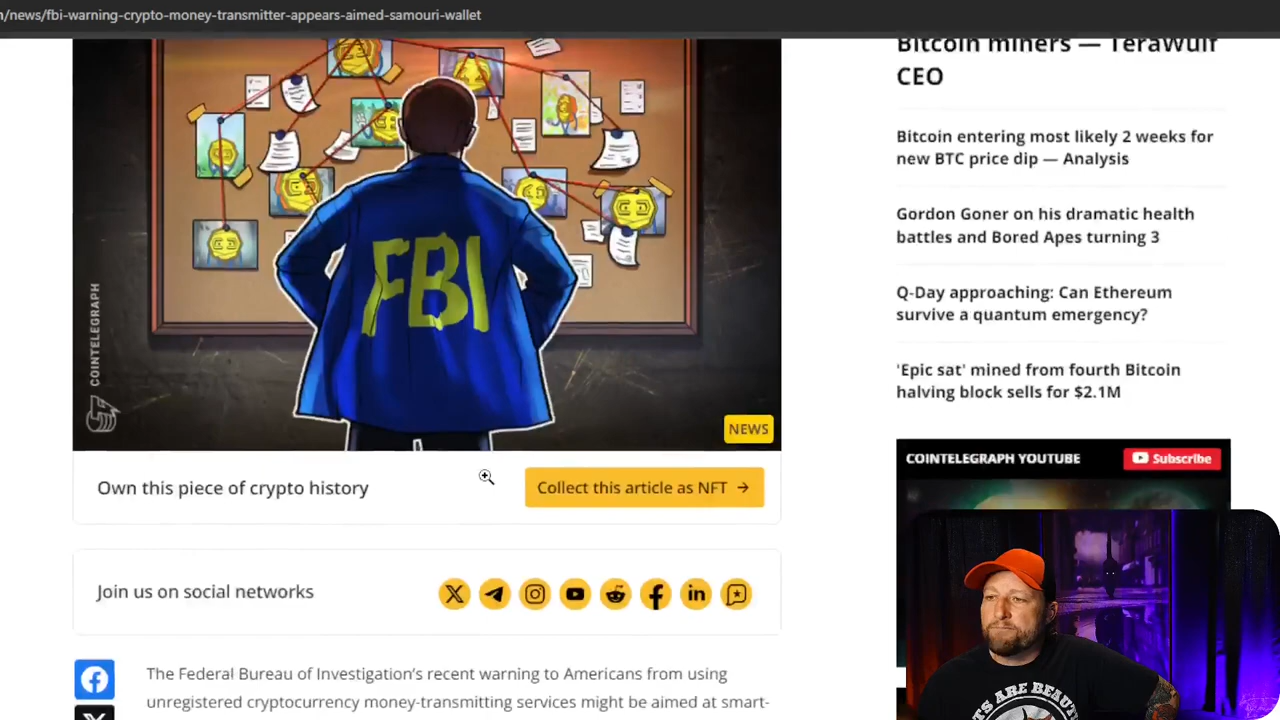 n/news/fbi-warning-crypto-money-transmitter-appears-aimed-samouri-wallet
FBI
COINTELEGRAPH
NEWS
Own this piece of crypto history
Collect this article as NFT →
Join us on social networks
The Federal Bureau of Investigation's recent warning to Americans from using
unregistered cryptocurrency money-transmitting services might be aimed at smart-
Bitcoin miners — TeraWulf
CEO
Bitcoin entering most likely 2 weeks for
new BTC price dip — Analysis
Gordon Goner on his dramatic health
battles and Bored Apes turning 3
Q-Day approaching: Can Ethereum
survive a quantum emergency?
'Epic sat' mined from fourth Bitcoin
halving block sells for $2.1M
COINTELEGRAPH YOUTUBE
Subscribe
ARE